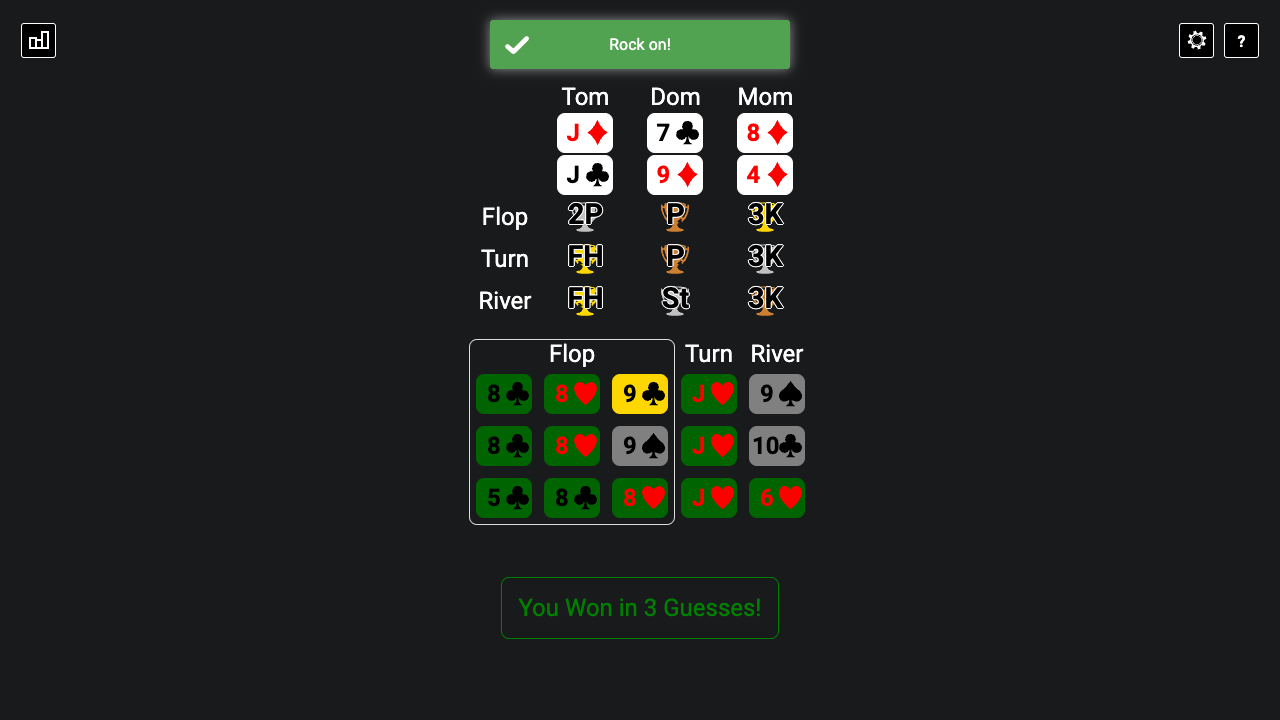 Rock on!
?
Tom Dom Mom
J♦ 7♣ 8♦
J♣ 9♦ 4♦
Flop 2P P 3K
Turn FH P 3K
River FH St 3K
Flop Turn River
8♣ 8♥ 9♣ J♥ 9♠
8♣ 8♥ 9♠ J♥ 10♣
5♣ 8♣ 8♥ J♥ 6♥
You Won in 3 Guesses!